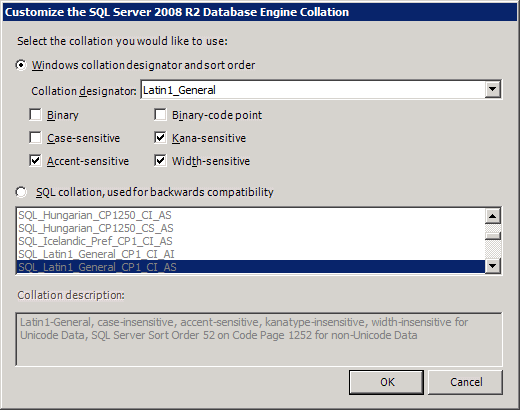 Customize the SQL Server 2008 R2 Database Engine Collation
Select the collation you would like to use:
Windows collation designator and sort order
Collation designator: Latin1_General
Binary Binary-code point
Case-sensitive Kana-sensitive
Accent-sensitive Width-sensitive
SQL collation, used for backwards compatibility
SQL_Hungarian_CP1250_CI_AS
SQL_Hungarian_CP1250_CS_AS
SQL_Icelandic_Pref_CP1_CI_AS
SQL_Latin1_General_CP1_CI_AI
SQL_Latin1_General_CP1_CI_AS
Collation description:
Latin1-General, case-insensitive, accent-sensitive, kanatype-insensitive, width-insensitive for
Unicode Data, SQL Server Sort Order 52 on Code Page 1252 for non-Unicode Data
OK Cancel